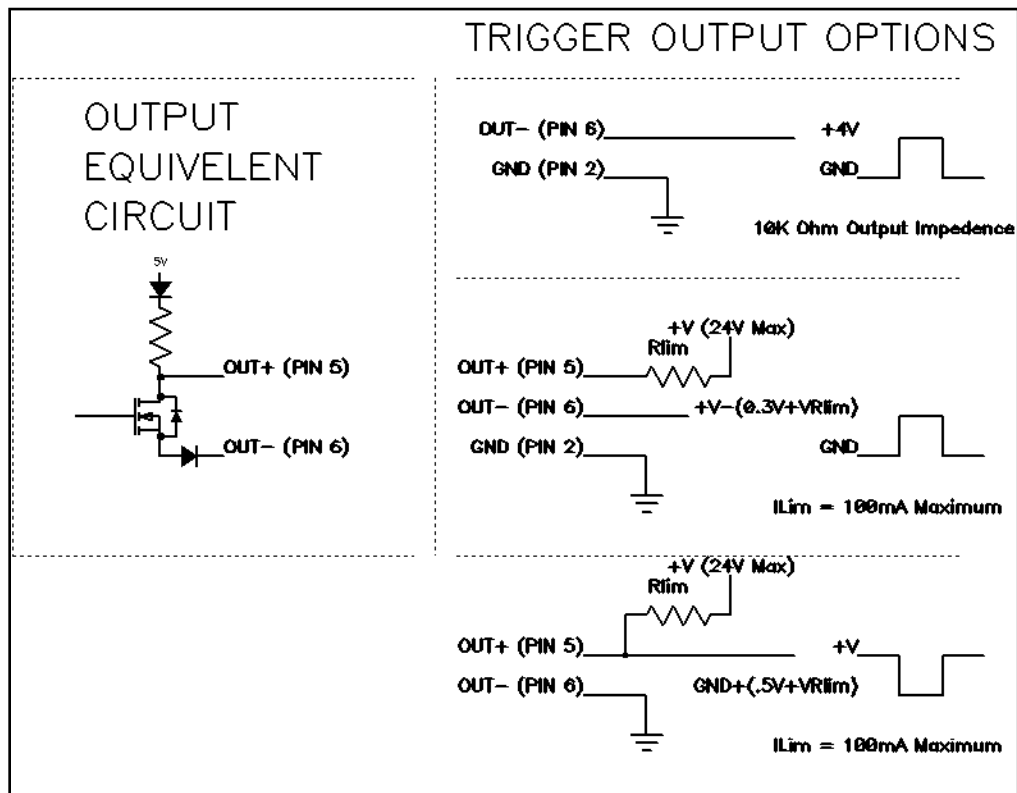 TRIGGER OUTPUT OPTIONS
OUTPUT
EQUIVELENT
CIRCUIT
5V
OUT+ (PIN 5)
OUT- (PIN 6)
OUT- (PIN 6)
+4V
GND (PIN 2)
GND
10K Ohm Output Impedence
+V (24V Max)
Rlim
OUT+ (PIN 5)
OUT- (PIN 6)
+V-(0.3V+VRlim)
GND (PIN 2)
GND
ILim = 100mA Maximum
+V (24V Max)
Rlim
OUT+ (PIN 5)
+V
OUT- (PIN 6)
GND+(.5V+VRlim)
ILim = 100mA Maximum